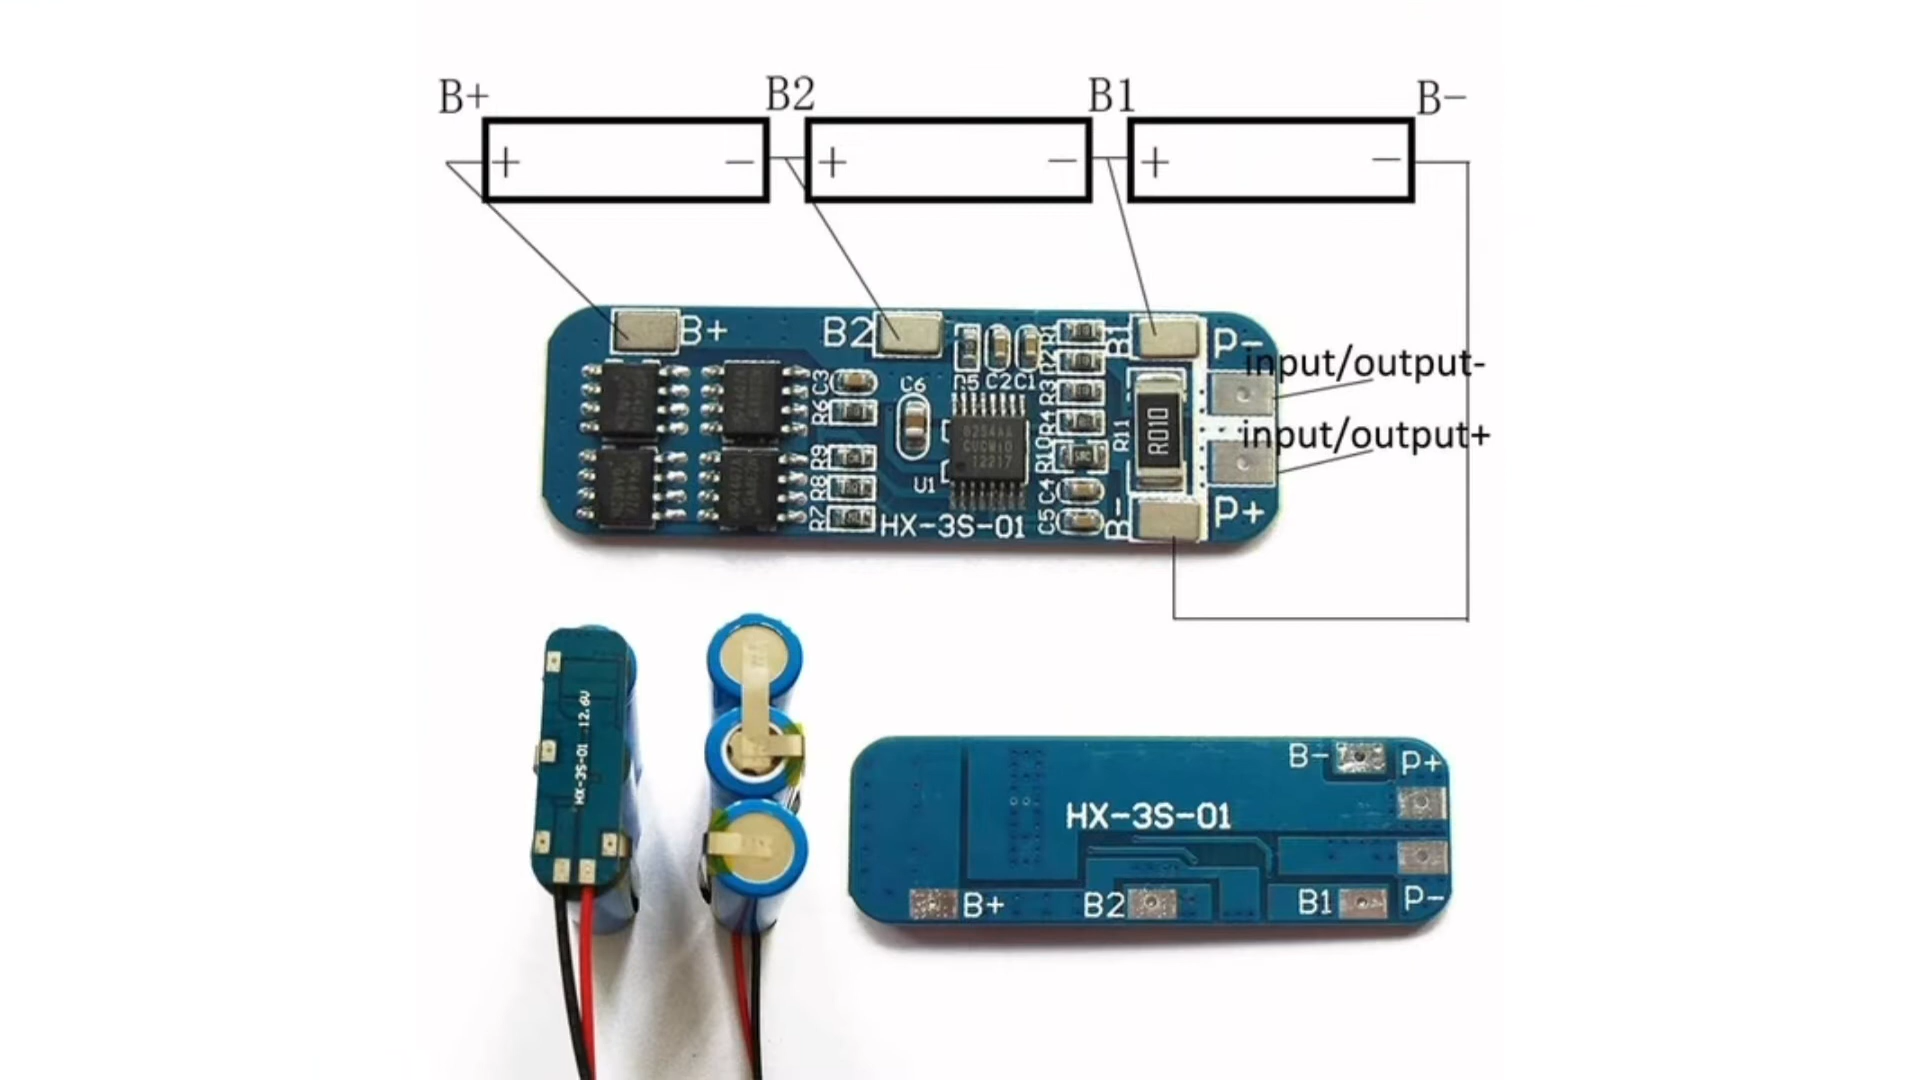 B+
B2
B1
B-
+
-
+
-
+
-
B+
B2
B1
P-
input/output-
input/output+
P+
B-
C3
R6
C6
R5
C2
C1
R1
R2
R3
R4
R10
R11
R010
R9
R8
R7
U1
8254AA
12217
C4
C5
HX-3S-01
HX-3S-01 12.6V
HX-3S-01
B-
P+
B+
B2
B1
P-